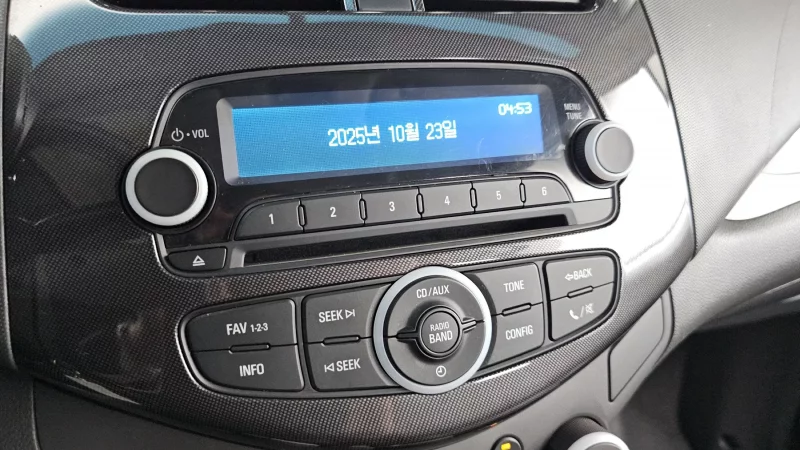 04:53
MENU
TUNE
VOL
2025년 10월 23일
1 2 3 4 5 6
FAV 1-2-3
SEEK
CD/AUX
TONE
BACK
RADIO
BAND
INFO
SEEK
CONFIG